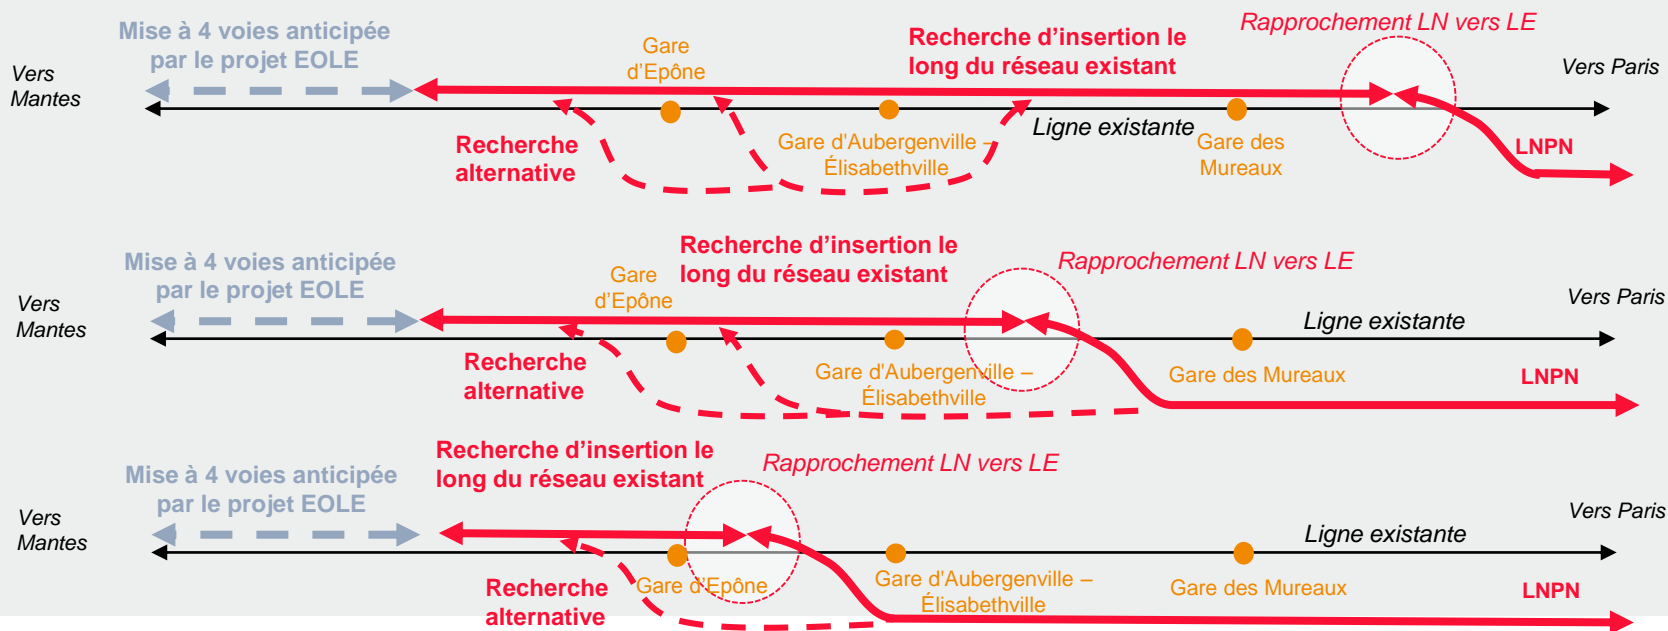 Mise à 4 voies anticipée
par le projet EOLE
Vers
Mantes
Gare
d'Epône
Recherche d'insertion le
long du réseau existant
Rapprochement LN vers LE
Vers Paris
Recherche
alternative
Gare d'Aubergenville –
Élisabethville
Ligne existante
Gare des
Mureaux
LNPN
Mise à 4 voies anticipée
par le projet EOLE
Vers
Mantes
Gare
d'Epône
Recherche d'insertion le
long du réseau existant
Rapprochement LN vers LE
Vers Paris
Ligne existante
Recherche
alternative
Gare d'Aubergenville –
Élisabethville
Gare des Mureaux
LNPN
Mise à 4 voies anticipée
par le projet EOLE
Vers
Mantes
Recherche d'insertion le
long du réseau existant
Rapprochement LN vers LE
Vers Paris
Ligne existante
Recherche
alternative
Gare d'Epône
Gare d'Aubergenville –
Élisabethville
Gare des Mureaux
LNPN